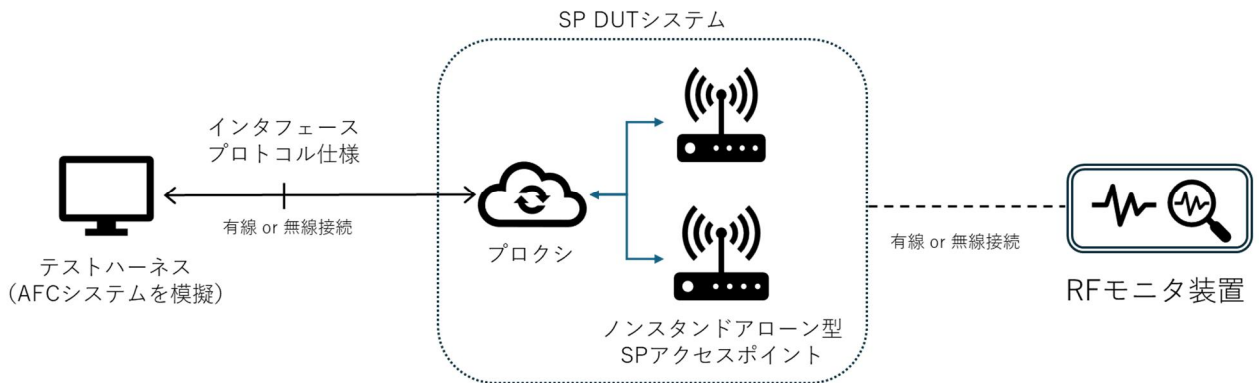 SP DUTシステム
インタフェース
プロトコル仕様
有線 or 無線接続
テストハーネス
(AFCシステムを模擬)
プロクシ
ノンスタンドアローン型
SPアクセスポイント
有線 or 無線接続
RFモニタ装置